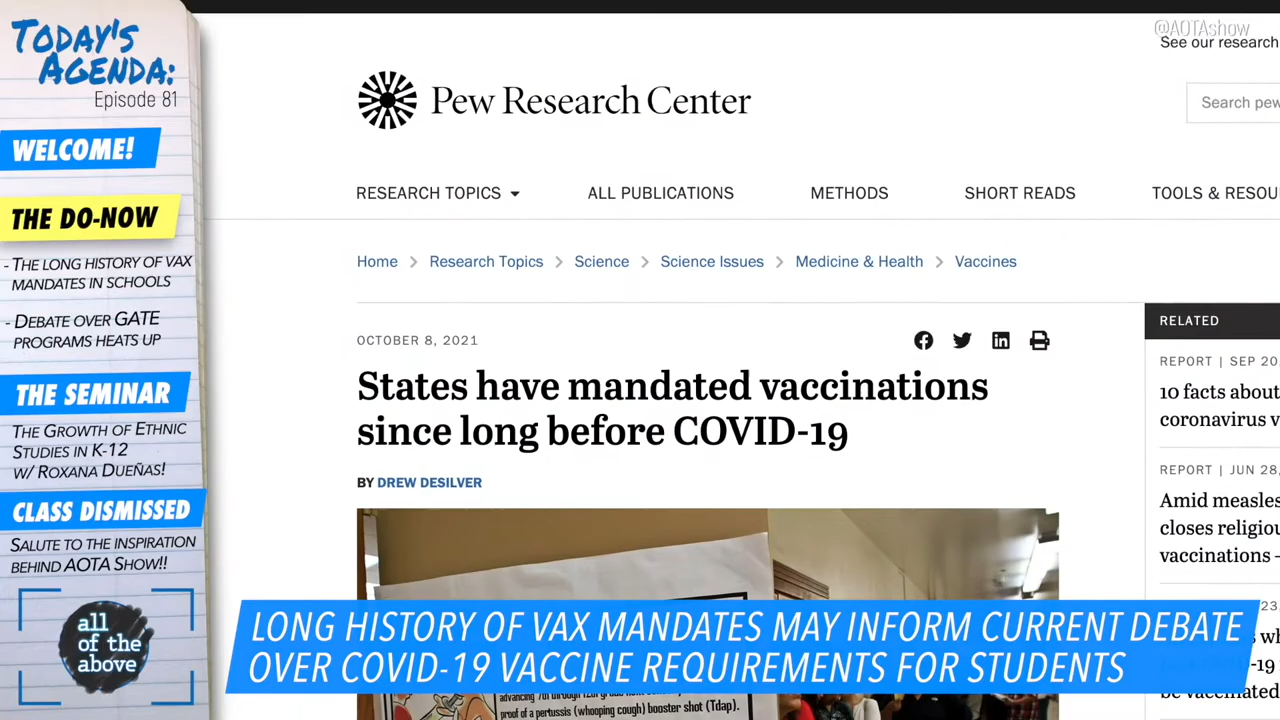 TODAY'S
AGENDA:
Episode 81
WELCOME!
THE DO-NOW
- THE LONG HISTORY OF VAX
MANDATES IN SCHOOLS
- DEBATE OVER GATE
PROGRAMS HEATS UP
THE SEMINAR
THE GROWTH OF ETHNIC
STUDIES IN K-12
W/ ROXANA DUEÑAS!
CLASS DISMISSED
SALUTE TO THE INSPIRATION
BEHIND AOTA SHOW!!
all
of the
above
@AOTAshow
See our research
Pew Research Center
Search pew
RESEARCH TOPICS
ALL PUBLICATIONS
METHODS
SHORT READS
TOOLS & RESOU
Home > Research Topics > Science > Science Issues > Medicine & Health > Vaccines
OCTOBER 8, 2021
States have mandated vaccinations
since long before COVID-19
BY DREW DESILVER
RELATED
REPORT | SEP 20
10 facts about
coronavirus v
REPORT | JUN 28,
Amid measles
closes religiou
vaccinations -
LONG HISTORY OF VAX MANDATES MAY INFORM CURRENT DEBATE
OVER COVID-19 VACCINE REQUIREMENTS FOR STUDENTS
be vaccinated
proof of a pertussis (whooping cough) booster shot (Tdap).